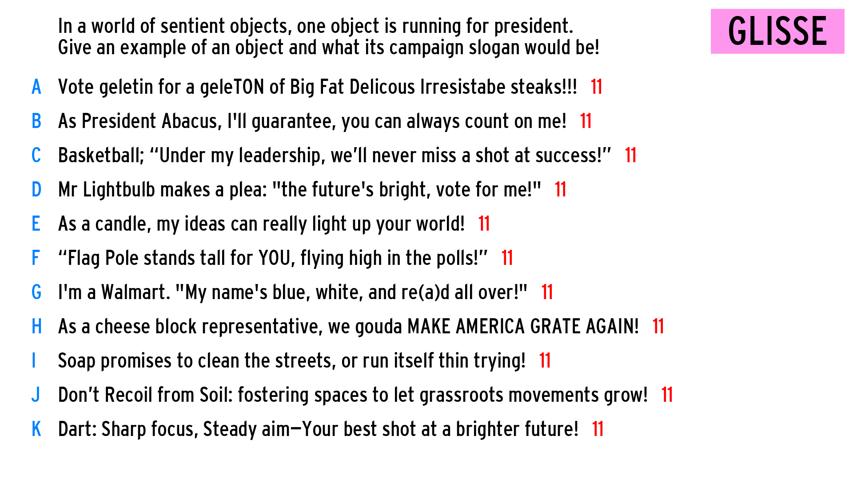 In a world of sentient objects, one object is running for president.
Give an example of an object and what its campaign slogan would be!
GLISSE
A Vote geletin for a geleTON of Big Fat Delicous Irresistabe steaks!!! 11
B As President Abacus, I'll guarantee, you can always count on me! 11
C Basketball; “Under my leadership, we’ll never miss a shot at success!” 11
D Mr Lightbulb makes a plea: "the future's bright, vote for me!" 11
E As a candle, my ideas can really light up your world! 11
F “Flag Pole stands tall for YOU, flying high in the polls!” 11
G I'm a Walmart. "My name's blue, white, and re(a)d all over!" 11
H As a cheese block representative, we gouda MAKE AMERICA GRATE AGAIN! 11
I Soap promises to clean the streets, or run itself thin trying! 11
J Don’t Recoil from Soil: fostering spaces to let grassroots movements grow! 11
K Dart: Sharp focus, Steady aim—Your best shot at a brighter future! 11